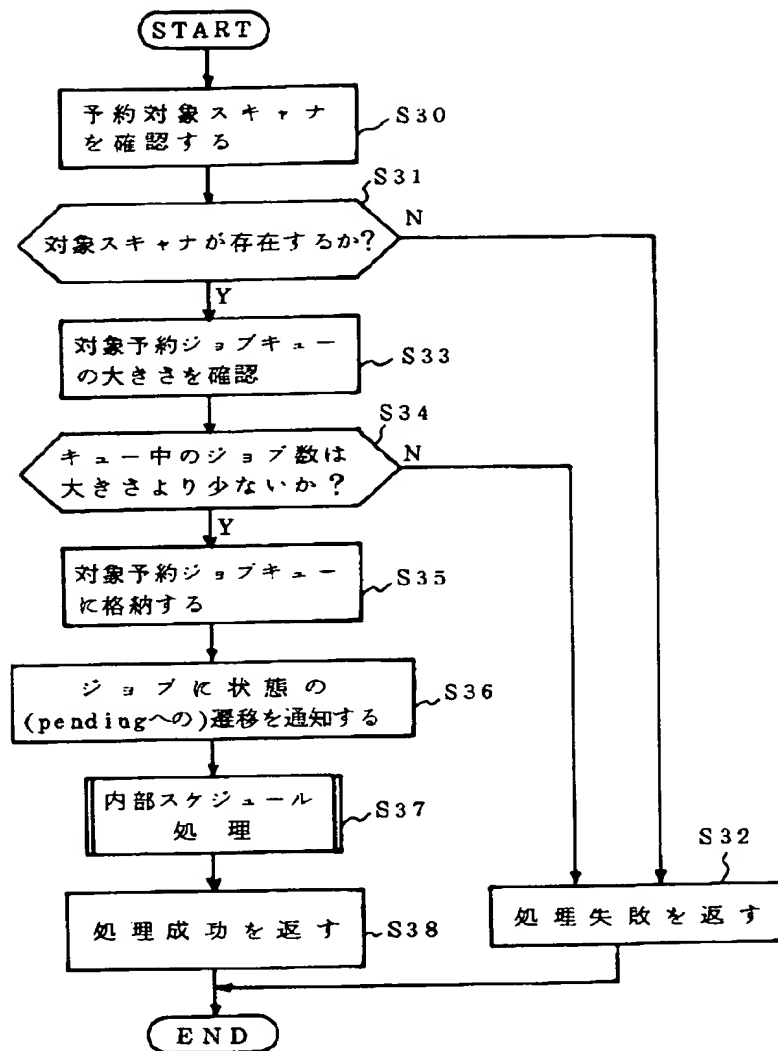 START
予約対象スキャナ
を確認する
S30
S31
対象スキャナが存在するか?
N
Y
対象予約ジョブキュー
の大きさを確認
S33
S34
キュー中のジョブ数は
大きさより少ないか?
N
Y
対象予約ジョブキュー
に格納する
S35
ジョブに状態の
(pendingへの)遷移を通知する
S36
内部スケジュール
処理
S37
S32
処理成功を返す
S38
処理失敗を返す
END